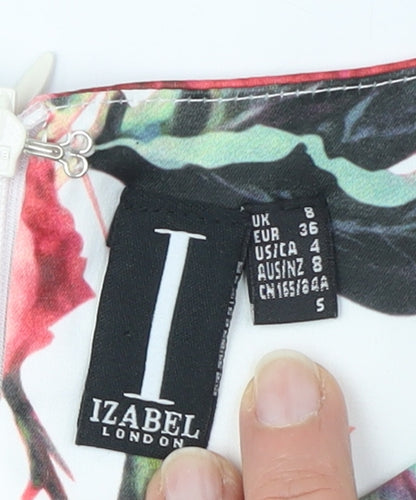 I
IZABEL
LONDON
UK 8
EUR 36
US/CA 4
AUS/NZ 8
CN 165/84A
S